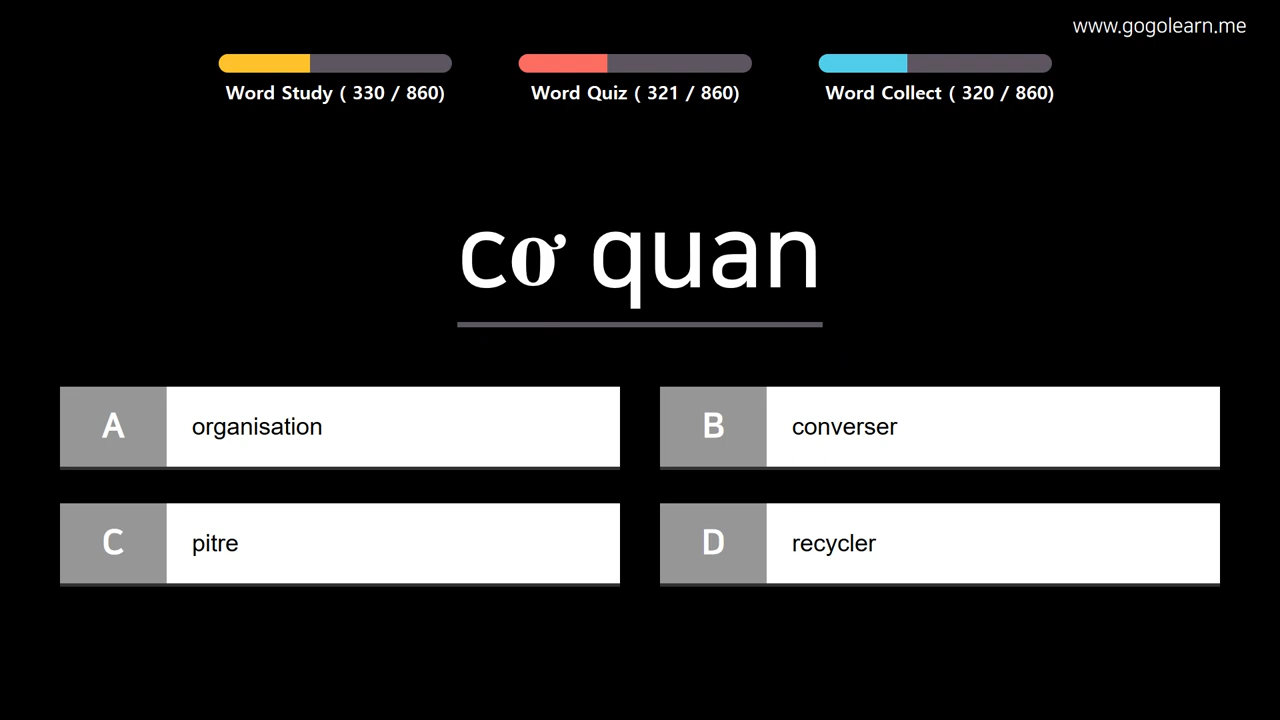 www.gogolearn.me
Word Study ( 330 / 860)
Word Quiz ( 321 / 860)
Word Collect ( 320 / 860)
cơ quan
A organisation
B converser
C pitre
D recycler